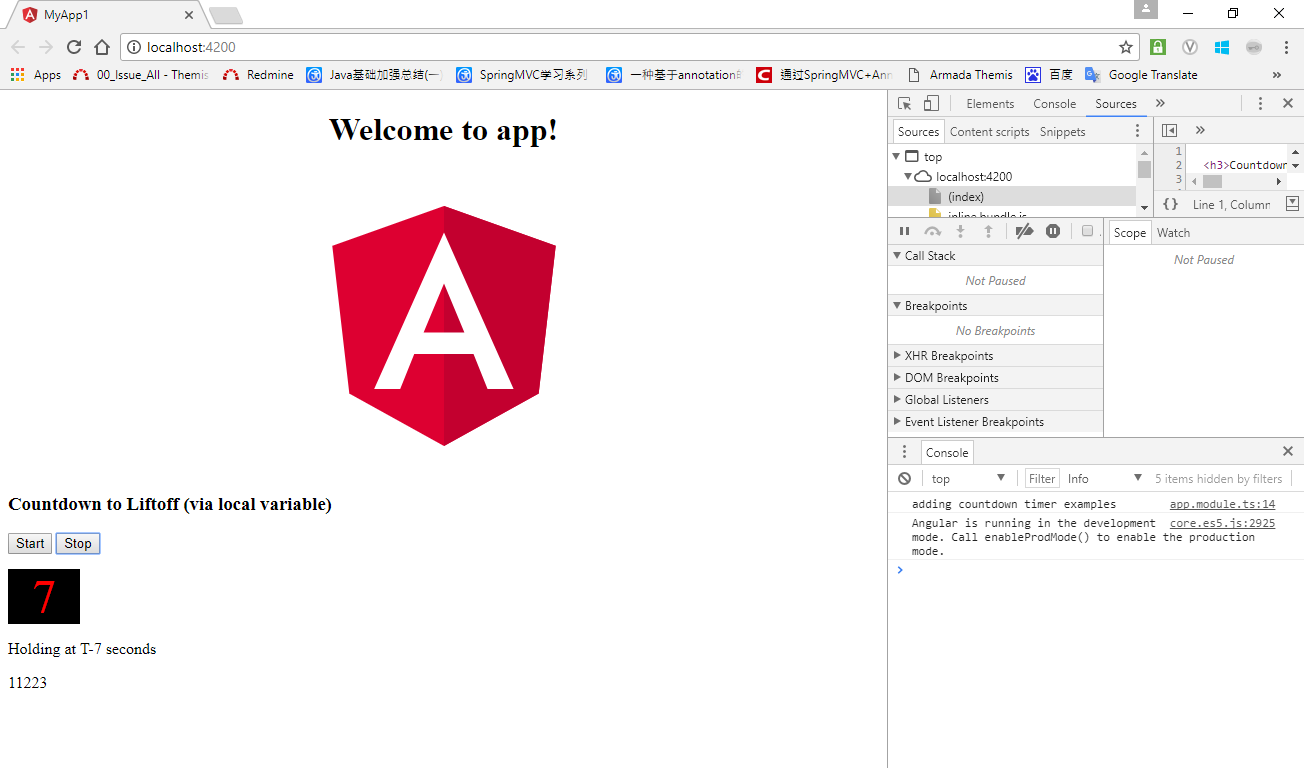 MyApp1
localhost:4200
Apps 00_Issue_All - Themis Redmine Java基础加强总结(一) SpringMVC学习系列 一种基于annotation的 通过SpringMVC+Ann Armada Themis 百度 Google Translate »
Welcome to app!
A
Countdown to Liftoff (via local variable)
Start Stop
7
Holding at T-7 seconds
11223
Elements Console Sources »
Sources Content scripts Snippets
»
top
localhost:4200
(index)
inline.bundle.js
1
2 <h3>Countdown
3
{} Line 1, Column
Call Stack
Not Paused
Breakpoints
No Breakpoints
XHR Breakpoints
DOM Breakpoints
Global Listeners
Event Listener Breakpoints
Scope Watch
Not Paused
Console
top Filter Info 5 items hidden by filters
adding countdown timer examples app.module.ts:14
Angular is running in the development core.es5.js:2925
mode. Call enableProdMode() to enable the production
mode.